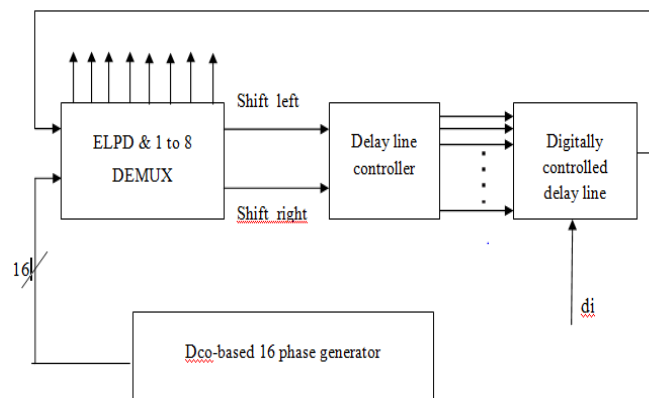 Shift left
ELPD & 1 to 8
DEMUX
Delay line
controller
Digitally
controlled
delay line
Shift right
16
di
Dco-based 16 phase generator